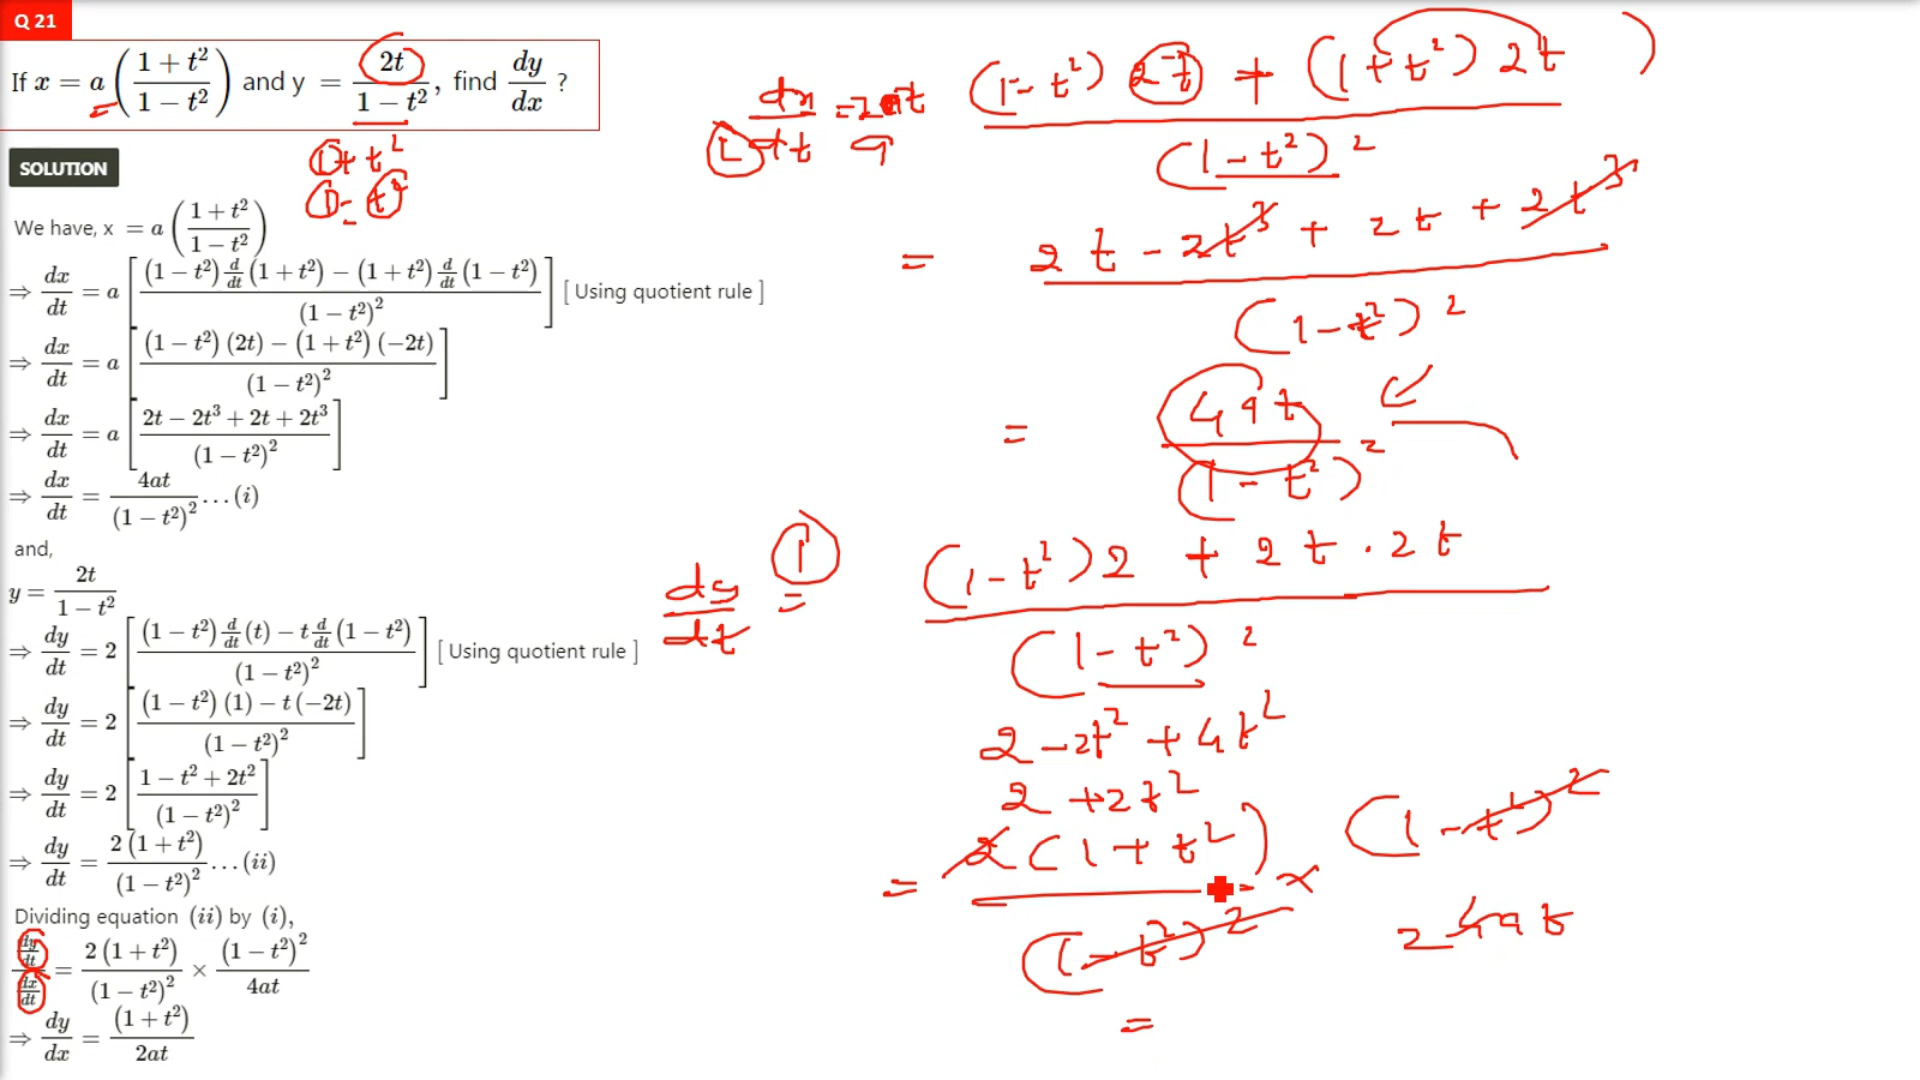 Q 21
If x = a ( (1 + t²) / (1 − t²) ) and y = 2t / (1 − t²), find dy/dx ?
SOLUTION
We have, x = a ( (1 + t²) / (1 − t²) )
⇒ dx/dt = a [ ( (1 − t²) d/dt (1 + t²) − (1 + t²) d/dt (1 − t²) ) / (1 − t²)² ] [ Using quotient rule ]
⇒ dx/dt = a [ ( (1 − t²) (2t) − (1 + t²) (−2t) ) / (1 − t²)² ]
⇒ dx/dt = a [ (2t − 2t³ + 2t + 2t³) / (1 − t²)² ]
⇒ dx/dt = 4at / (1 − t²)² ...(i)
and,
y = 2t / (1 − t²)
⇒ dy/dt = 2 [ ( (1 − t²) d/dt (t) − t d/dt (1 − t²) ) / (1 − t²)² ] [ Using quotient rule ]
⇒ dy/dt = 2 [ ( (1 − t²) (1) − t (−2t) ) / (1 − t²)² ]
⇒ dy/dt = 2 [ (1 − t² + 2t²) / (1 − t²)² ]
⇒ dy/dt = 2 (1 + t²) / (1 − t²)² ...(ii)
Dividing equation (ii) by (i),
(dy/dt) / (dx/dt) = 2 (1 + t²) / (1 − t²)² × (1 − t²)² / 4at
⇒ dy/dx = (1 + t²) / 2at
1 + t²
1 − t²
(1 − t²) 2t + (1 + t²) 2t )
(1 − t²)²
= 2t − 2t³ + 2t + 2t³
(1 − t²)²
= 4at
(1 − t²)²
dy/dt = (1 − t²) 2 + 2t . 2t
(1 − t²)²
2 − 2t² + 4t²
2 + 2t²
= 2 (1 + t²) / (1 − t²)² × (1 − t²)²
2 4at
=